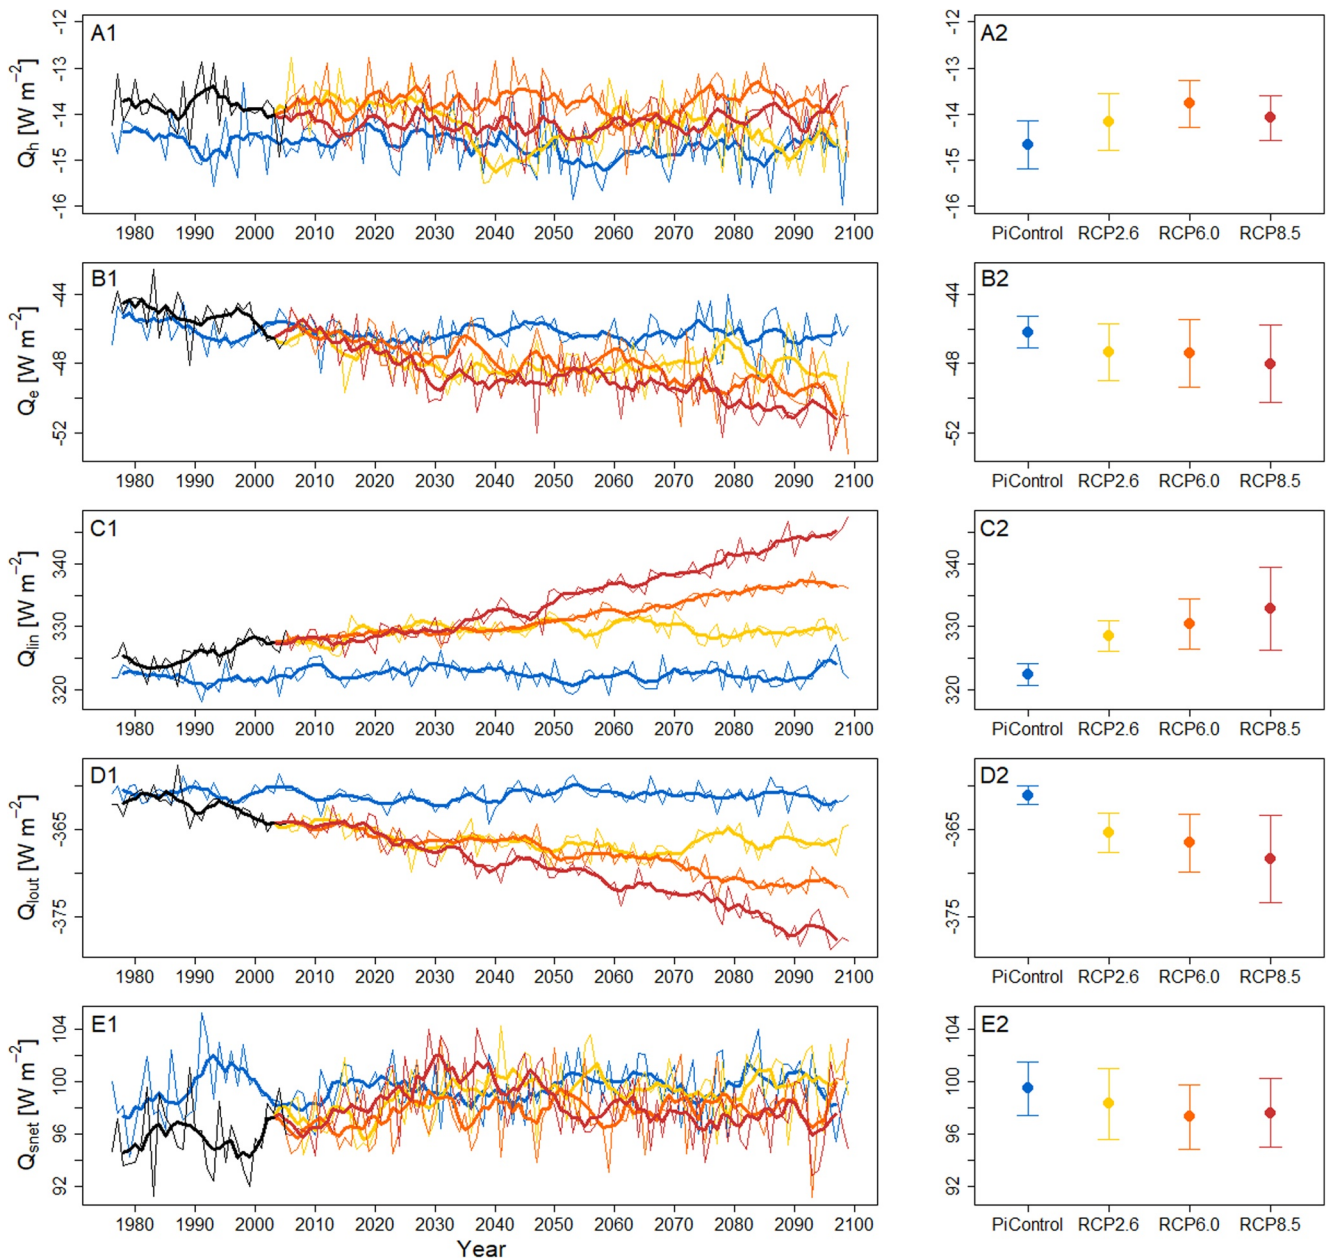 A1
Qh [W m−2]
-12
-13
-14
-15
-16
1980 1990 2000 2010 2020 2030 2040 2050 2060 2070 2080 2090 2100
A2
-12
-13
-14
-15
-16
PiControl RCP2.6 RCP6.0 RCP8.5
B1
Qe [W m−2]
-44
-48
-52
1980 1990 2000 2010 2020 2030 2040 2050 2060 2070 2080 2090 2100
B2
-44
-48
-52
PiControl RCP2.6 RCP6.0 RCP8.5
C1
Qlin [W m−2]
340
330
320
1980 1990 2000 2010 2020 2030 2040 2050 2060 2070 2080 2090 2100
C2
340
330
320
PiControl RCP2.6 RCP6.0 RCP8.5
D1
Qlout [W m−2]
-365
-375
1980 1990 2000 2010 2020 2030 2040 2050 2060 2070 2080 2090 2100
D2
-365
-375
PiControl RCP2.6 RCP6.0 RCP8.5
E1
Qsnet [W m−2]
104
100
96
92
1980 1990 2000 2010 2020 2030 2040 2050 2060 2070 2080 2090 2100
Year
E2
104
100
96
92
PiControl RCP2.6 RCP6.0 RCP8.5